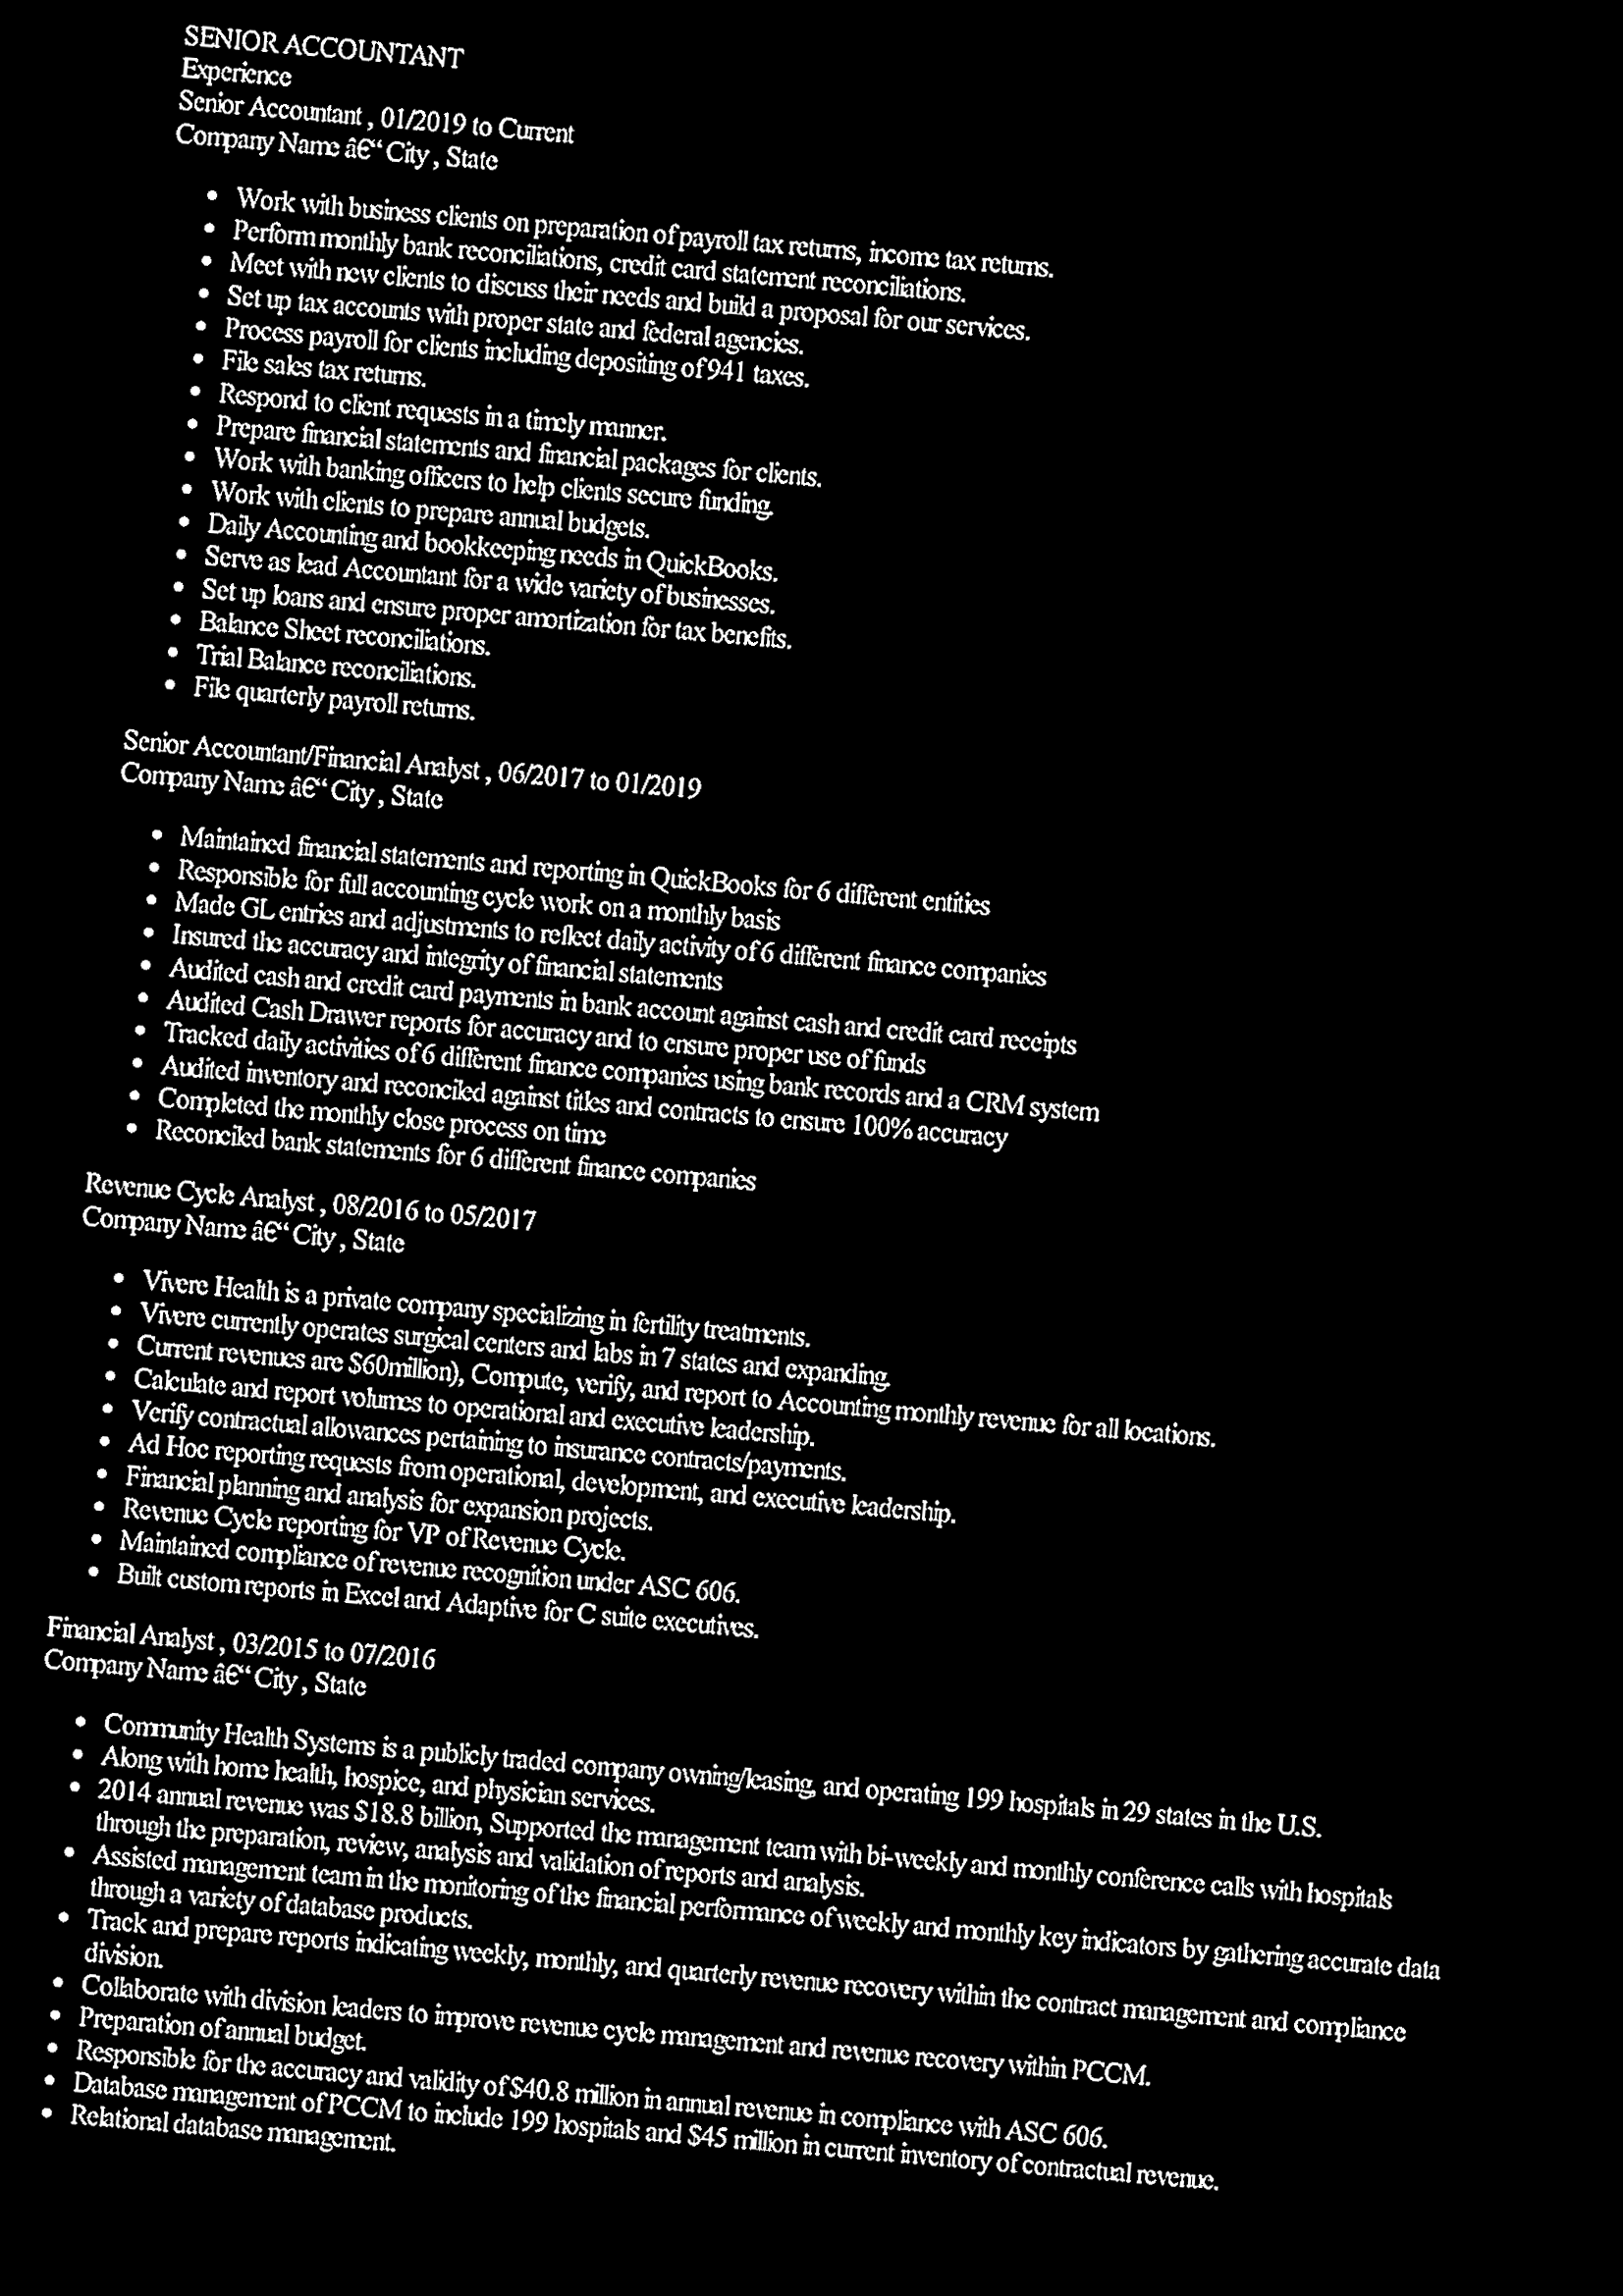 SENIOR ACCOUNTANT
Experience
Senior Accountant , 01/2019 to Current
Company Name â€“ City , State
• Work with business clients on preparation of payroll tax returns, income tax returns.
• Perform monthly bank reconciliations, credit card statement reconciliations.
• Meet with new clients to discuss their needs and build a proposal for our services.
• Set up tax accounts with proper state and federal agencies.
• Process payroll for clients including depositing of 941 taxes.
• File sales tax returns.
• Respond to client requests in a timely manner.
• Prepare financial statements and financial packages for clients.
• Work with banking officers to help clients secure funding.
• Work with clients to prepare annual budgets.
• Daily Accounting and bookkeeping needs in QuickBooks.
• Serve as lead Accountant for a wide variety of businesses.
• Set up loans and ensure proper amortization for tax benefits.
• Balance Sheet reconciliations.
• Trial Balance reconciliations.
• File quarterly payroll returns.
Senior Accountant/Financial Analyst , 06/2017 to 01/2019
Company Name â€“ City , State
• Maintained financial statements and reporting in QuickBooks for 6 different entities
• Responsible for full accounting cycle work on a monthly basis
• Made GL entries and adjustments to reflect daily activity of 6 different finance companies
• Insured the accuracy and integrity of financial statements
• Audited cash and credit card payments in bank account against cash and credit card receipts
• Audited Cash Drawer reports for accuracy and to ensure proper use of funds
• Tracked daily activities of 6 different finance companies using bank records and a CRM system
• Audited inventory and reconciled against titles and contracts to ensure 100% accuracy
• Completed the monthly close process on time
• Reconciled bank statements for 6 different finance companies
Revenue Cycle Analyst , 08/2016 to 05/2017
Company Name â€“ City , State
• Vivere Health is a private company specializing in fertility treatments.
• Vivere currently operates surgical centers and labs in 7 states and expanding.
• Current revenues are $60million), Compute, verify, and report to Accounting monthly revenue for all locations.
• Calculate and report volumes to operational and executive leadership.
• Verify contractual allowances pertaining to insurance contracts/payments.
• Ad Hoc reporting requests from operational, development, and executive leadership.
• Financial planning and analysis for expansion projects.
• Revenue Cycle reporting for VP of Revenue Cycle.
• Maintained compliance of revenue recognition under ASC 606.
• Built custom reports in Excel and Adaptive for C suite executives.
Financial Analyst , 03/2015 to 07/2016
Company Name â€“ City , State
• Community Health Systems is a publicly traded company owning/leasing, and operating 199 hospitals in 29 states in the U.S.
• Along with home health, hospice, and physician services.
• 2014 annual revenue was $18.8 billion, Supported the management team with bi-weekly and monthly conference calls with hospitals
through the preparation, review, analysis and validation of reports and analysis.
• Assisted management team in the monitoring of the financial performance of weekly and monthly key indicators by gathering accurate data
through a variety of database products.
• Track and prepare reports indicating weekly, monthly, and quarterly revenue recovery within the contract management and compliance
division.
• Collaborate with division leaders to improve revenue cycle management and revenue recovery within PCCM.
• Preparation of annual budget.
• Responsible for the accuracy and validity of $40.8 million in annual revenue in compliance with ASC 606.
• Database management of PCCM to include 199 hospitals and $45 million in current inventory of contractual revenue.
• Relational database management.